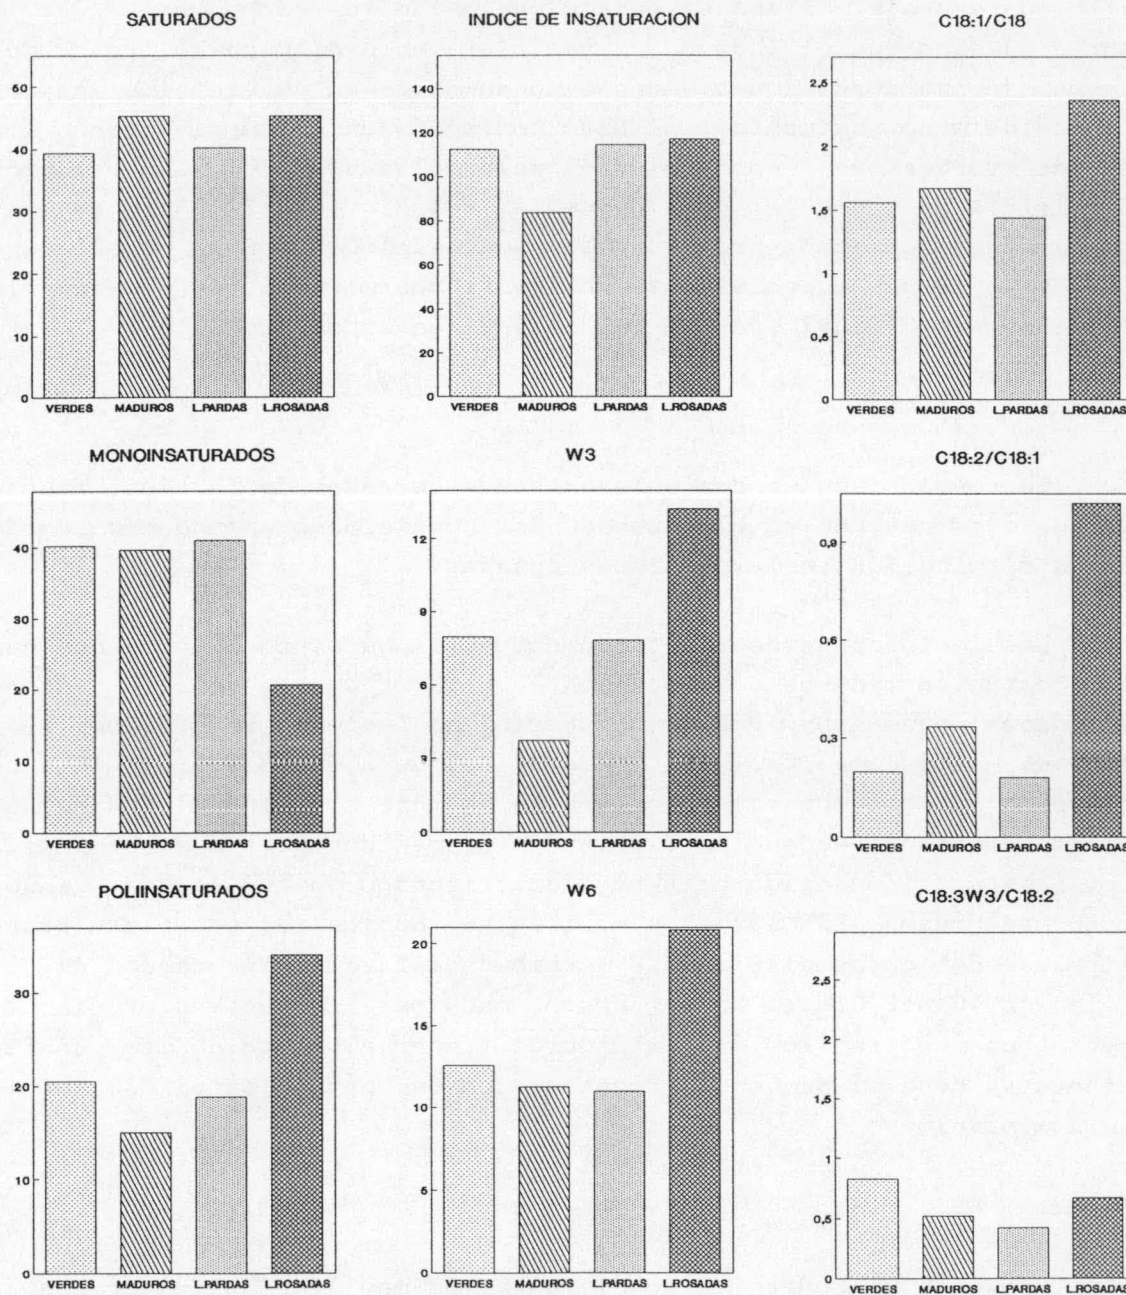 SATURADOS
60
50
40
30
20
10
0
VERDES MADUROS L.PARDAS L.ROSADAS
INDICE DE INSATURACION
140
120
100
80
60
40
20
0
VERDES MADUROS L.PARDAS L.ROSADAS
C18:1/C18
2,5
2
1,5
1
0,5
0
VERDES MADUROS L.PARDAS L.ROSADAS
MONOINSATURADOS
40
30
20
10
0
VERDES MADUROS L.PARDAS L.ROSADAS
W3
12
9
6
3
0
VERDES MADUROS L.PARDAS L.ROSADAS
C18:2/C18:1
0,9
0,6
0,3
0
VERDES MADUROS L.PARDAS L.ROSADAS
POLIINSATURADOS
30
20
10
0
VERDES MADUROS L.PARDAS L.ROSADAS
W6
20
15
10
5
0
VERDES MADUROS L.PARDAS L.ROSADAS
C18:3W3/C18:2
2,5
2
1,5
1
0,5
0
VERDES MADUROS L.PARDAS L.ROSADAS